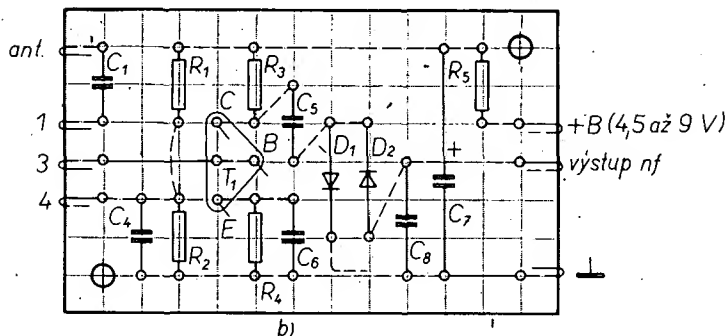 ant.
C1
R1
R3
R5
1
C
C5
D1
D2
+B (4,5 až 9 V)
B
+
3
T1
výstup nf
4
C4
E
C7
R2
R4
C6
C8
b)